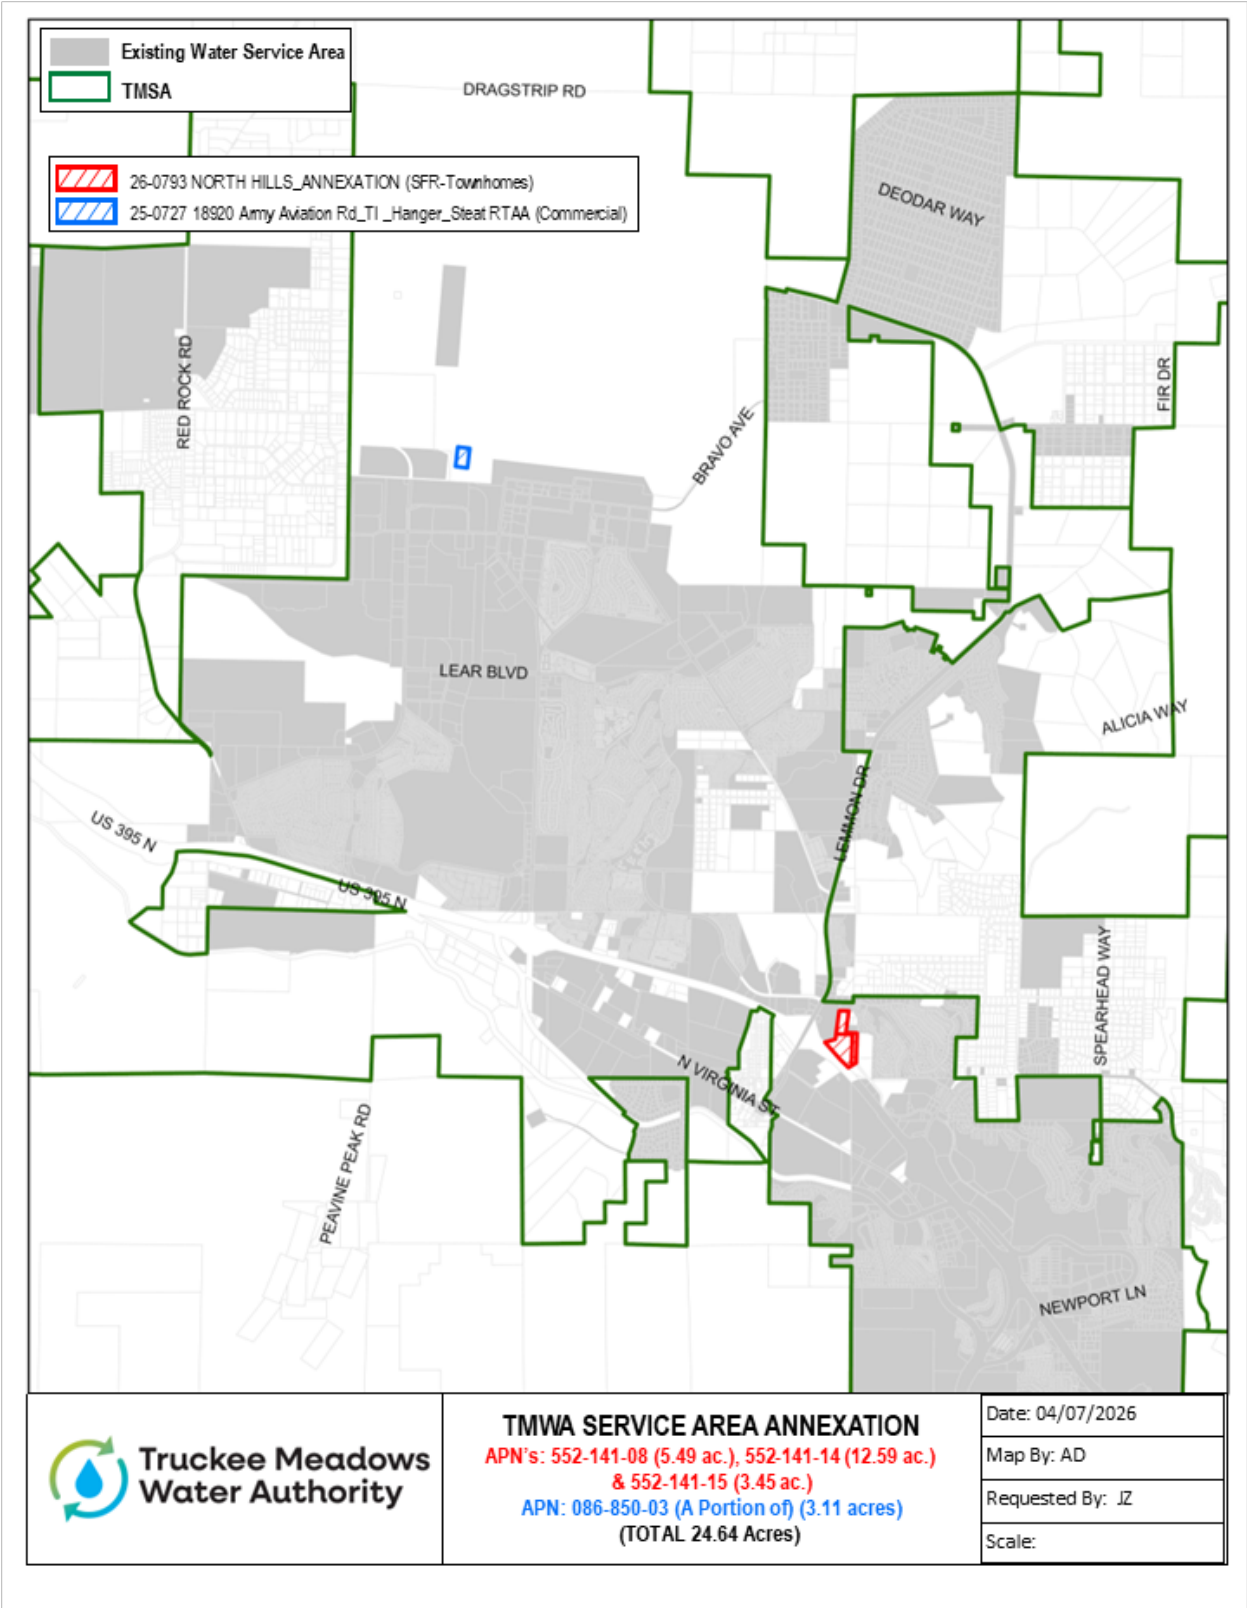 Existing Water Service Area
TMSA
DRAGSTRIP RD
26-0793 NORTH HILLS_ANNEXATION (SFR-Townhomes)
25-0727 18920 Army Aviation Rd_TI _Hanger_Steat RTAA (Commercial)
DEODAR WAY
RED ROCK RD
FIR DR
BRAVO AVE
LEAR BLVD
ALICIA WAY
US 395 N
LEMMON DR
US 395 N
SPEARHEAD WAY
N VIRGINIA ST
PEAVINE PEAK RD
NEWPORT LN
Truckee Meadows
Water Authority
TMWA SERVICE AREA ANNEXATION
APN's: 552-141-08 (5.49 ac.), 552-141-14 (12.59 ac.)
& 552-141-15 (3.45 ac.)
APN: 086-850-03 (A Portion of) (3.11 acres)
(TOTAL 24.64 Acres)
Date: 04/07/2026
Map By: AD
Requested By: JZ
Scale: